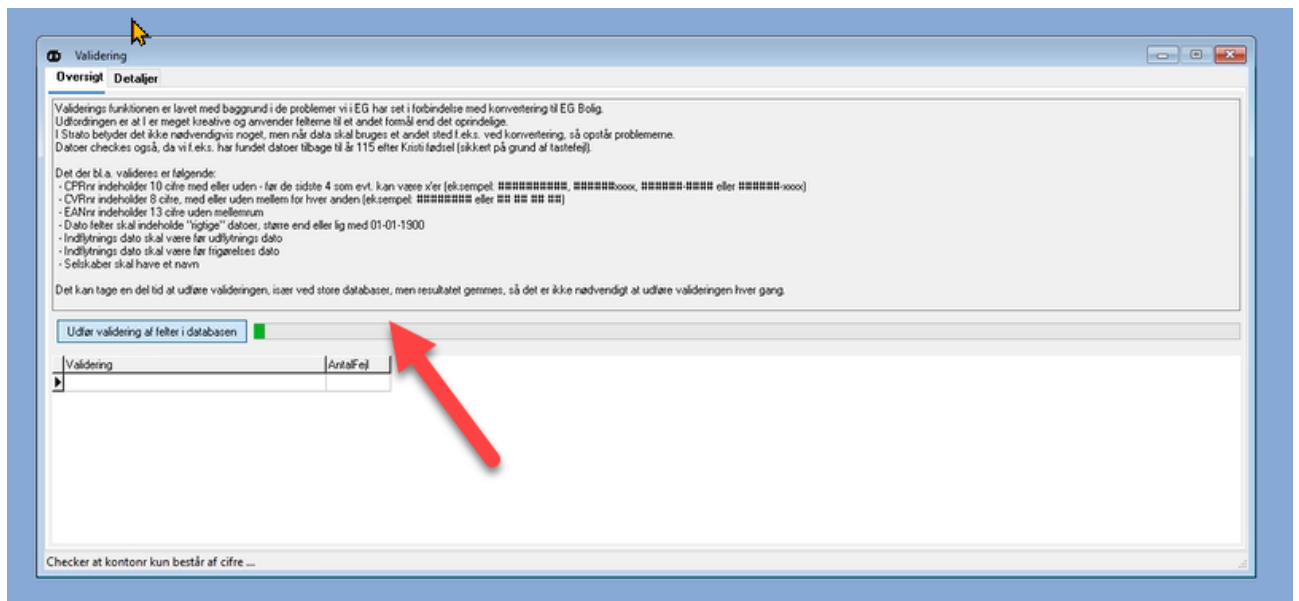 Validering
Oversigt Detaljer
Validerings funktionen er lavet med baggrund i de problemer vi i EG har set i forbindelse med konvertering til EG Bolig.
Udfordringen er at I er meget kreative og anvender felterne til et andet formål end det oprindelige.
I Strato betyder det ikke nødvendigvis noget, men når data skal bruges et andet sted f.eks. ved konvertering, så opstår problemerne.
Datoer checkes også, da vi f.eks. har fundet datoer tilbage til år 115 efter Kristi fødsel (sikkert på grund af tastefejl).
Det der bl.a. valideres er følgende:
- CPRnr indeholder 10 cifre med eller uden - før de sidste 4 som evt. kan være x'er (eksempel: ##########, ######xxxx, ######-#### eller ######-xxxx)
- CVRnr indeholder 8 cifre, med eller uden mellem for hver anden (eksempel: ######## eller ## ## ## ##)
- EANnr indeholder 13 cifre uden mellemrum
- Dato felter skal indeholde "rigtige" datoer, større end eller lig med 01-01-1900
- Indflytnings dato skal være før udflytnings dato
- Indflytnings dato skal være før frigørelses dato
- Selskaber skal have et navn
Det kan tage en del tid at udføre valideringen, især ved store databaser, men resultatet gemmes, så det er ikke nødvendigt at udføre valideringen hver gang.
Udfør validering af felter i databasen
Validering AntalFejl
Checker at kontonr kun består af cifre ...